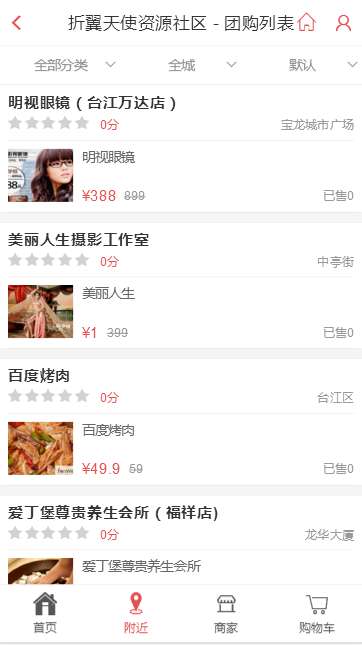 折翼天使资源社区 - 团购列表
全部分类 全城 默认
明视眼镜（台江万达店）
0分 宝龙城市广场
明视眼镜
¥388 899 已售0
美丽人生摄影工作室
0分 中亭街
美丽人生
¥1 399 已售0
百度烤肉
0分 台江区
百度烤肉
¥49.9 59 已售0
爱丁堡尊贵养生会所（福祥店)
0分 龙华大厦
爱丁堡尊贵养生会所
首页 附近 商家 购物车